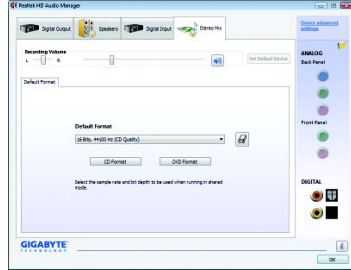 Realtek HD Audio Manager
Digital Output
Speakers
Digital Input
Stereo Mix
Device advanced
settings
Recording Volume
L
R
Set Default Device
ANALOG
Back Panel
Default Format
Default Format
16 Bits, 44100 Hz (CD Quality)
CD Format
DVD Format
Select the sample rate and bit depth to be used when running in shared
mode.
Front Panel
DIGITAL
GIGABYTE
TECHNOLOGY
OK